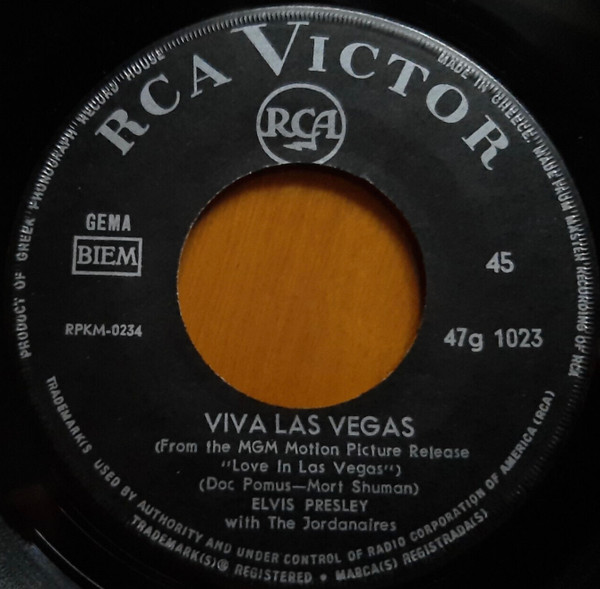 RCA VICTOR
RCA
PRODUCT OF GREEK PHONOGRAPH RECORD HOUSE
MADE IN GREECE. MADE FROM MASTER RECORDING OF RCA
GEMA
BIEM
45
RPKM-0234
47g 1023
VIVA LAS VEGAS
(From the MGM Motion Picture Release
"Love In Las Vegas")
(Doc Pomus—Mort Shuman)
ELVIS PRESLEY
with The Jordanaires
TRADEMARK(S USED BY AUTHORITY AND UNDER CONTROL OF RADIO CORPORATION OF AMERICA (RCA)
TRADEMARK(S)® REGISTERED • MARCA(S) REGISTRADA(S)